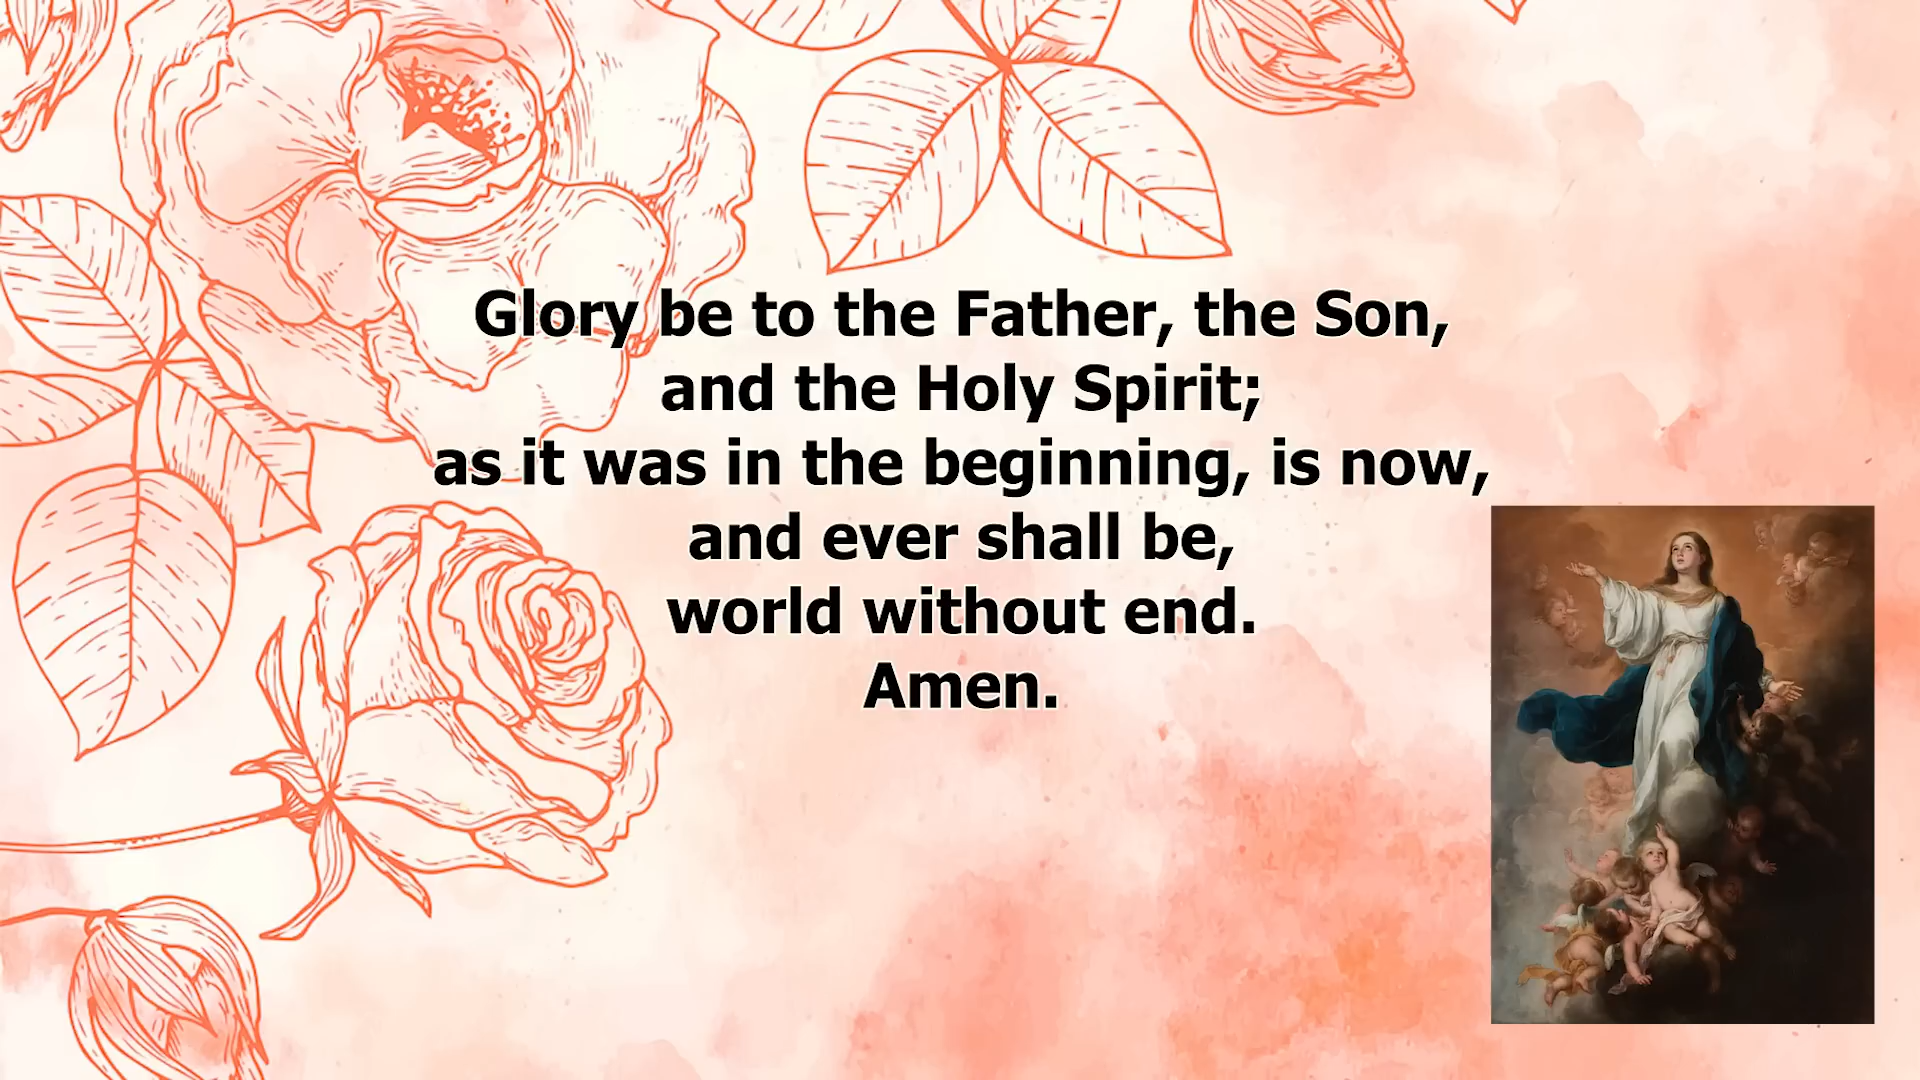 Glory be to the Father, the Son,
and the Holy Spirit;
as it was in the beginning, is now,
and ever shall be,
world without end.
Amen.